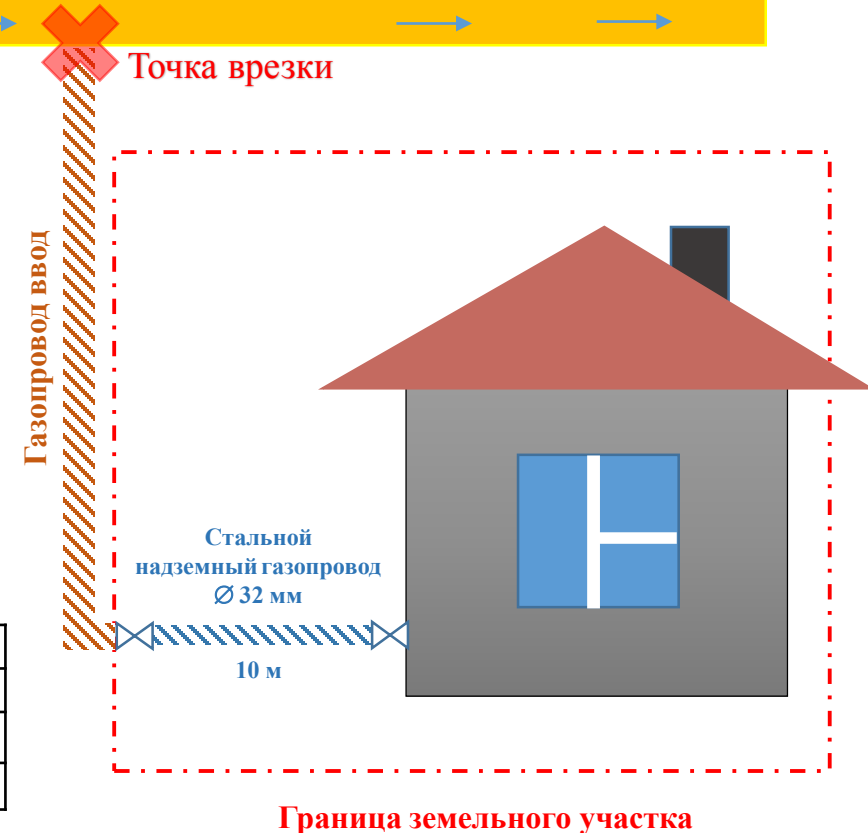 Точка врезки
Газопровод ввод
Стальной
надземный газопровод
∅ 32 мм
10 м
Граница земельного участка